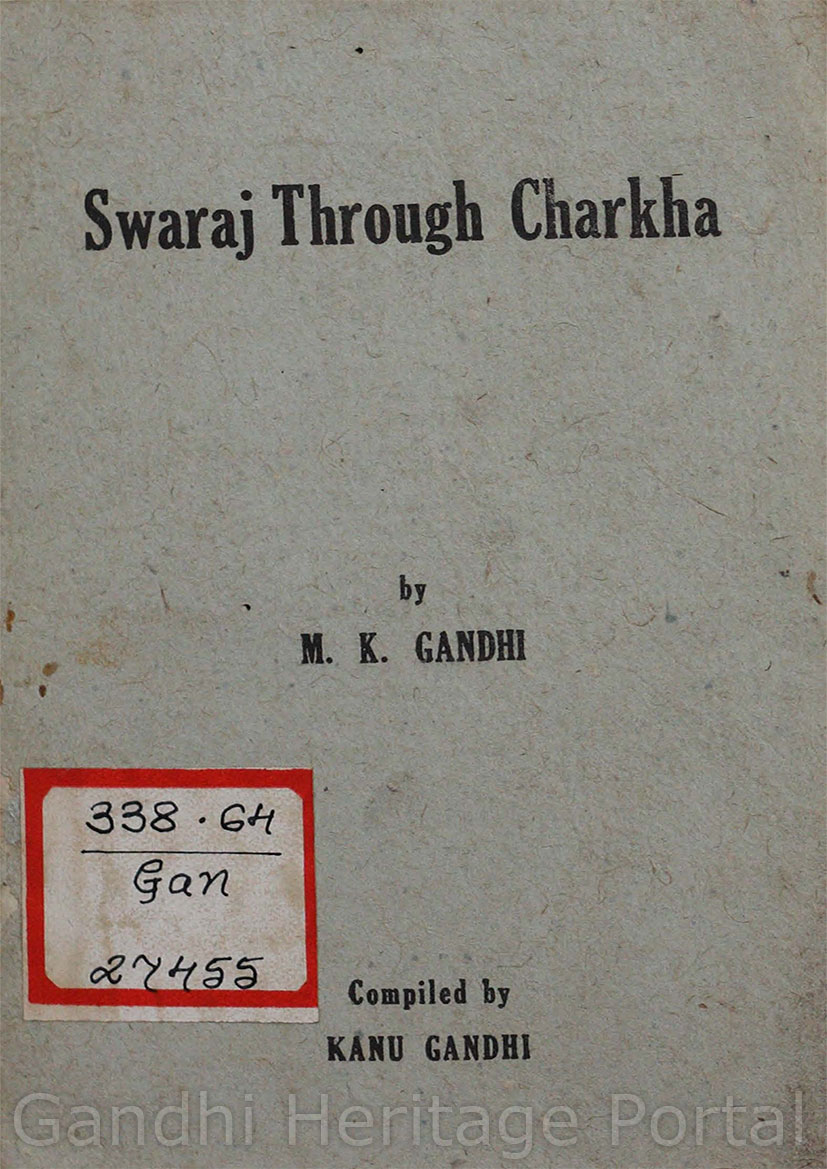 Swaraj Through Charkha
by
M. K. GANDHI
338.64
Gan
27455
Compiled by
KANU GANDHI
Gandhi Heritage Portal